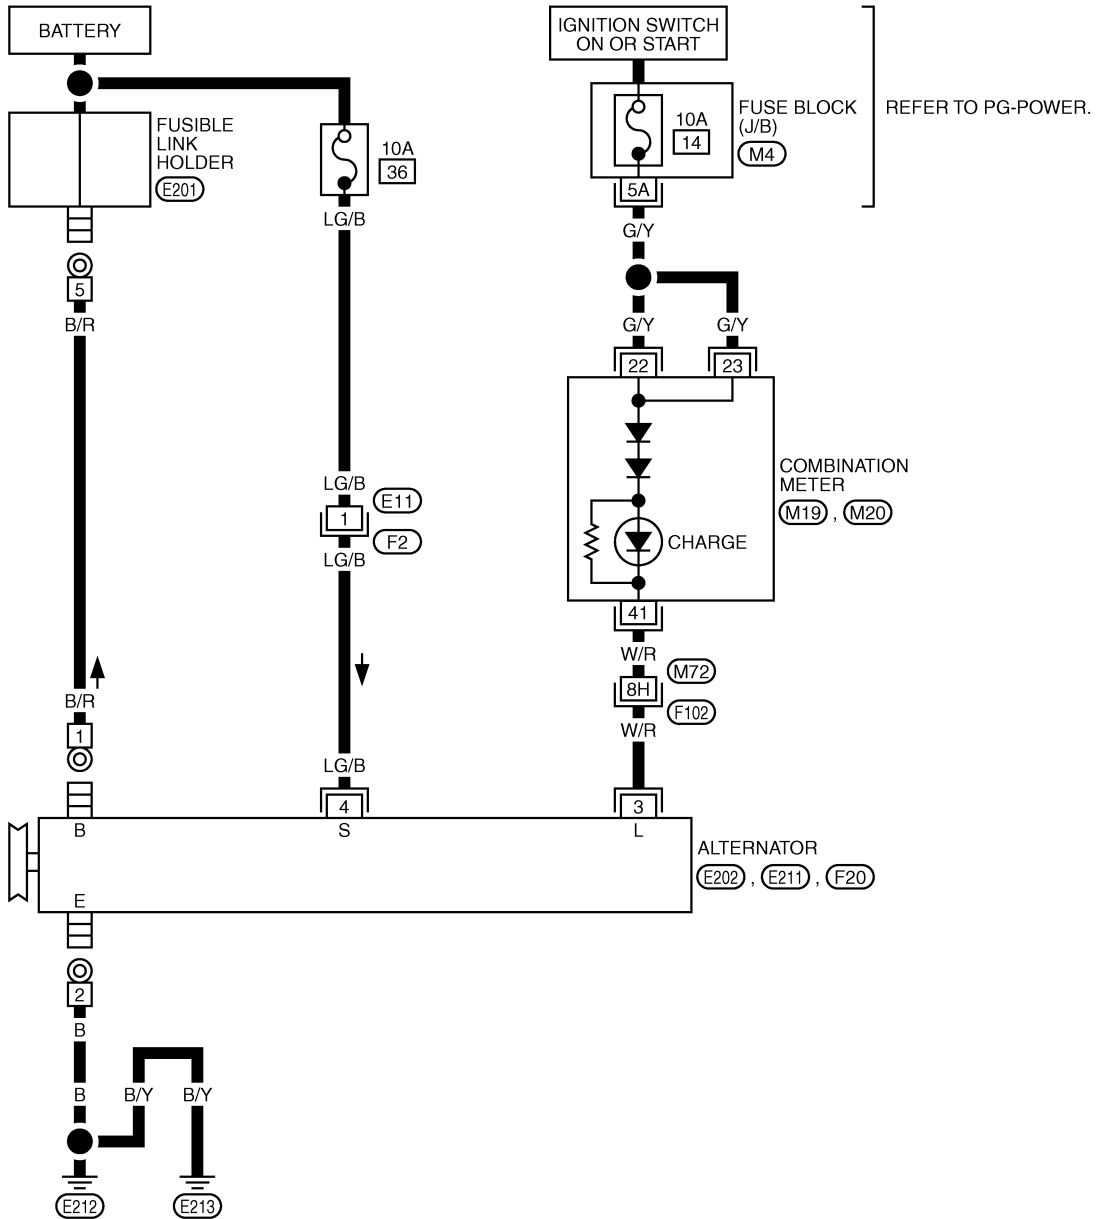 BATTERY
IGNITION SWITCH
ON OR START
FUSIBLE
LINK
HOLDER
E201
10A
36
10A
14
FUSE BLOCK
(J/B)
M4
REFER TO PG-POWER.
5A
LG/B
G/Y
5
B/R
G/Y
G/Y
22
23
COMBINATION
METER
M19 , M20
CHARGE
LG/B
1
E11
F2
LG/B
41
W/R
M72
8H
F102
W/R
B/R
1
LG/B
4
3
B
S
L
ALTERNATOR
E202 , E211 , F20
E
2
B
B
B/Y
B/Y
E212
E213